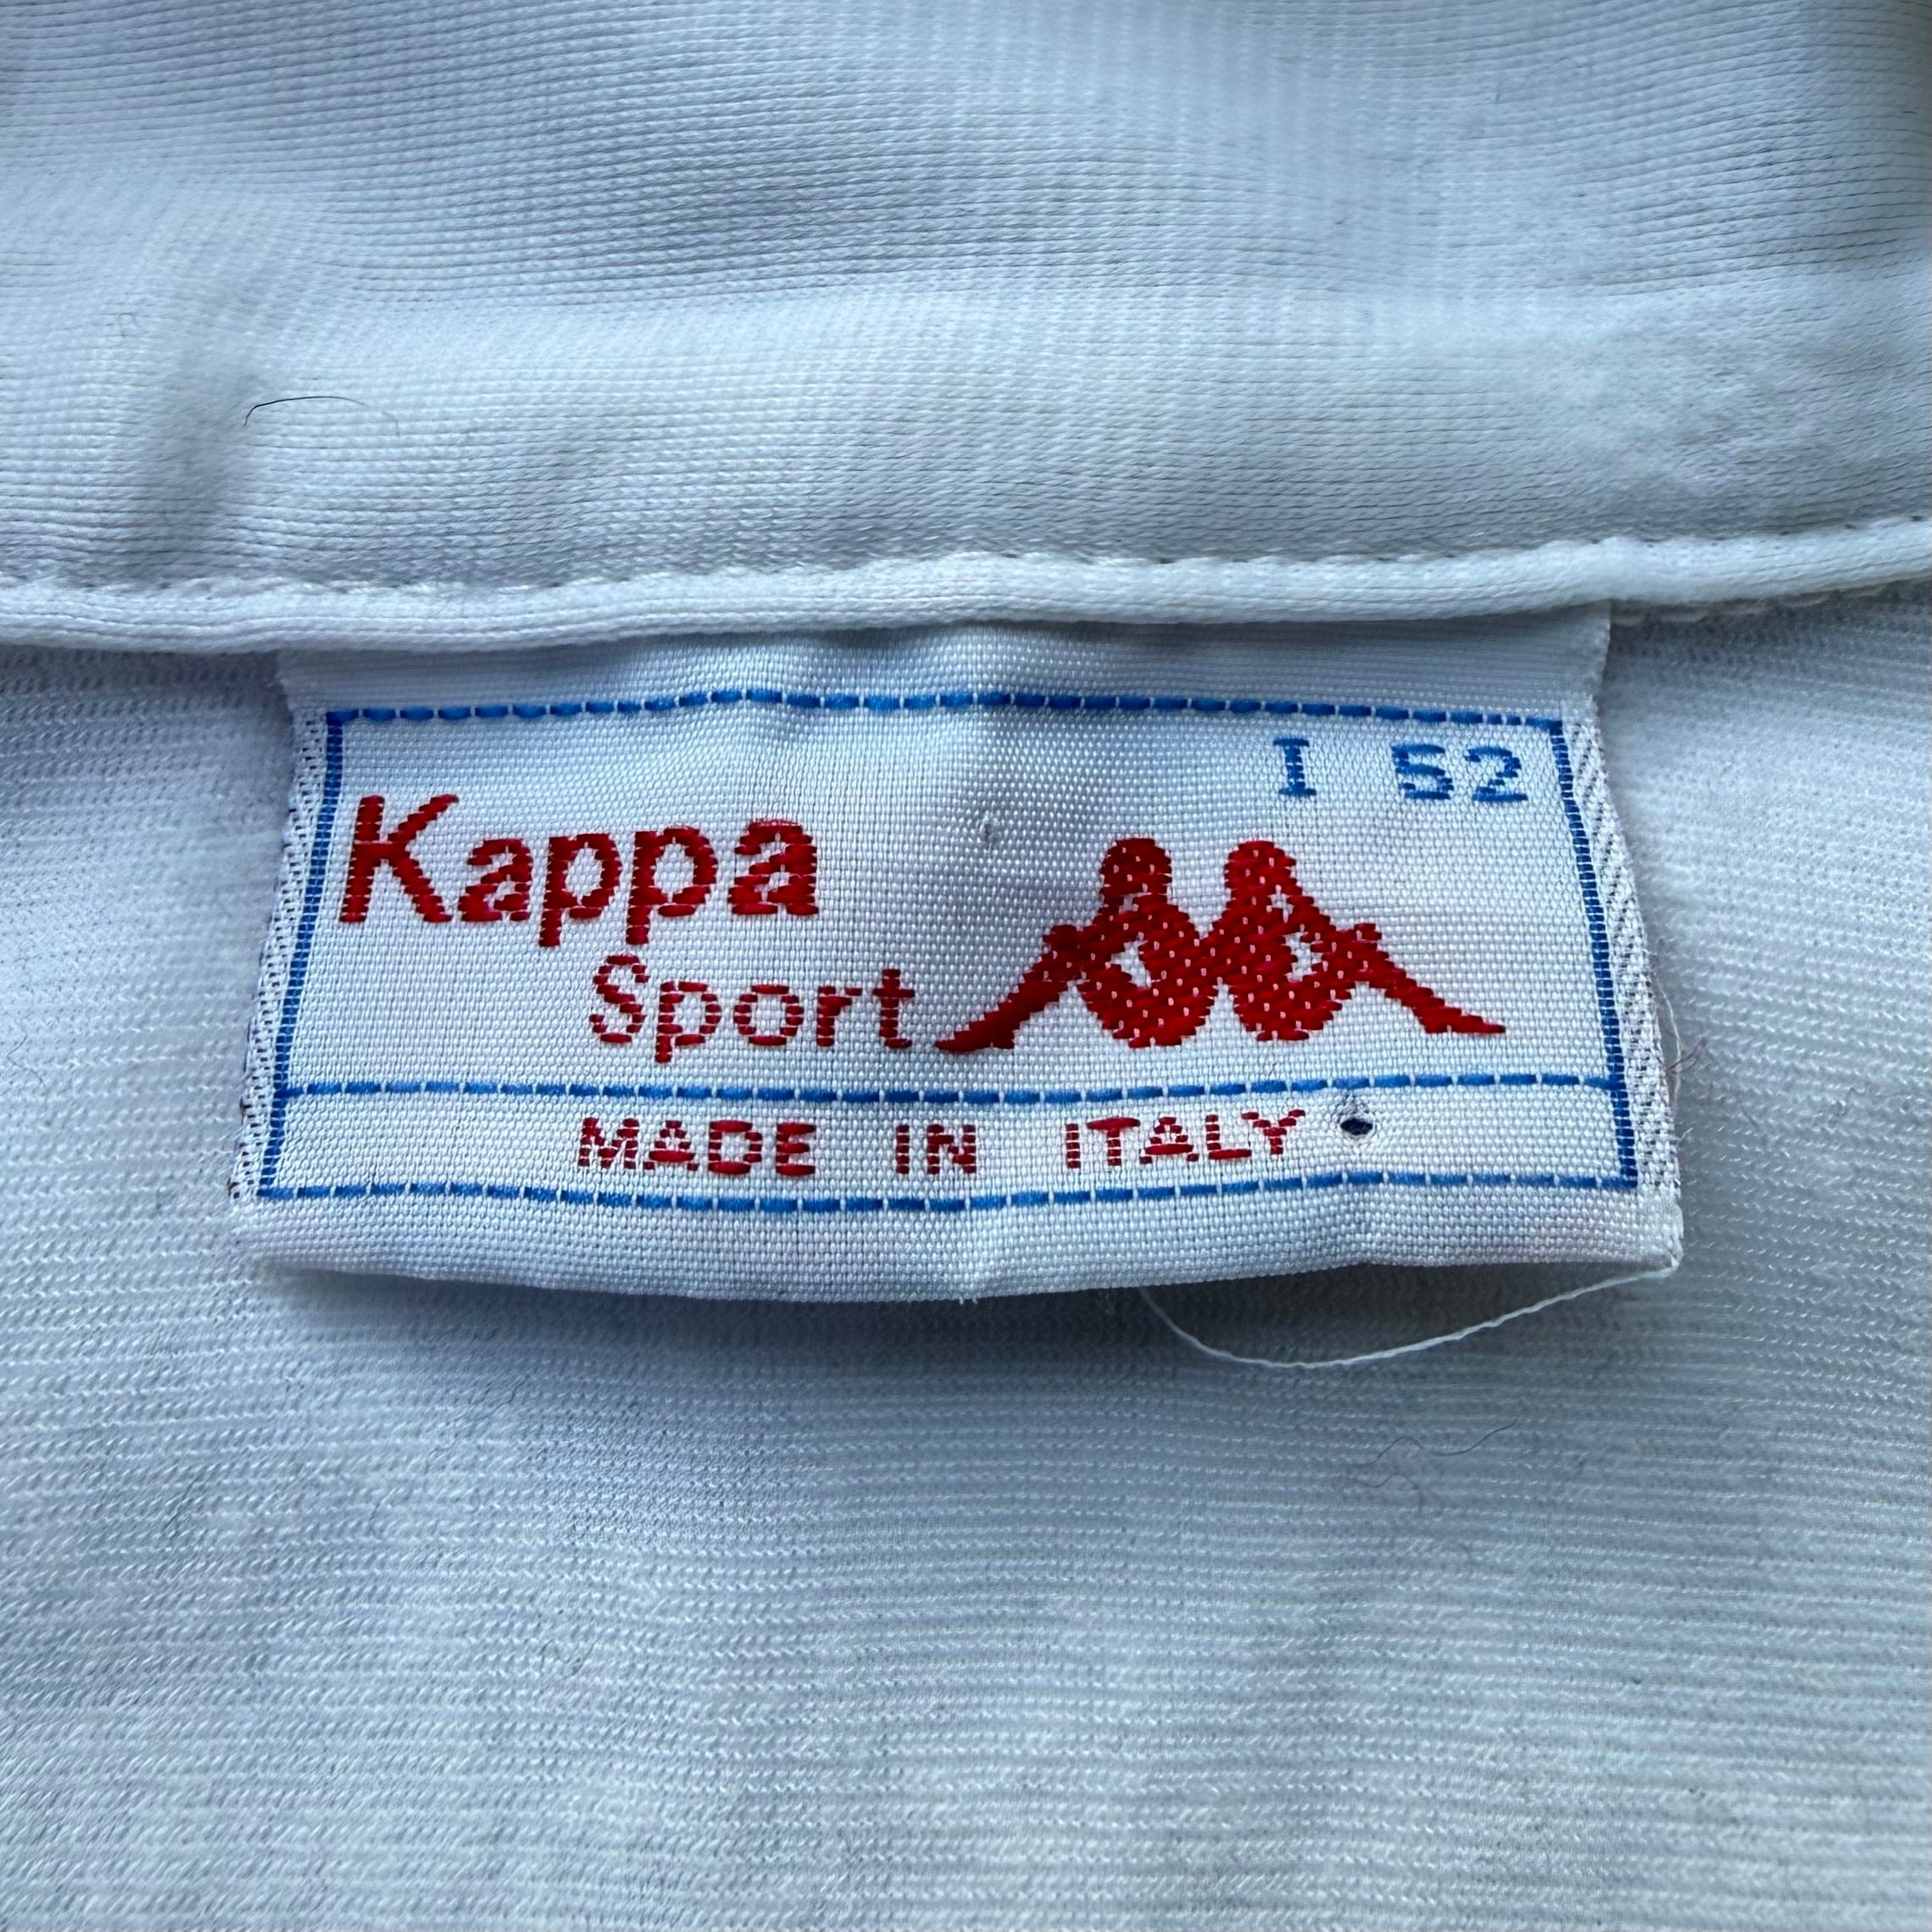 I 52
Kappa
Sport
MADE IN ITALY